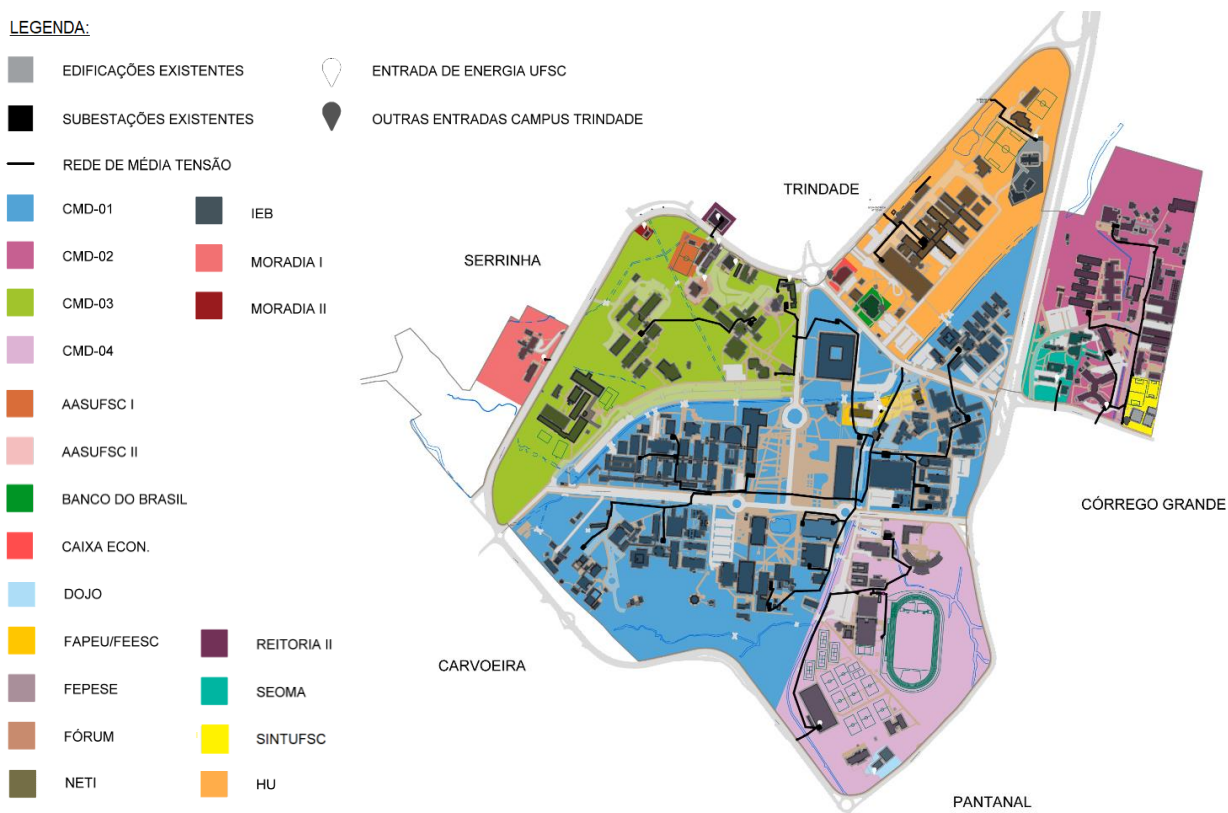 LEGENDA:
EDIFICAÇÕES EXISTENTES
SUBESTAÇÕES EXISTENTES
REDE DE MÉDIA TENSÃO
CMD-01
CMD-02
CMD-03
CMD-04
AASUFSC I
AASUFSC II
BANCO DO BRASIL
CAIXA ECON.
DOJO
FAPEU/FEESC
FEPESE
FÓRUM
NETI
IEB
MORADIA I
MORADIA II
REITORIA II
SEOMA
SINTUFSC
HU
ENTRADA DE ENERGIA UFSC
OUTRAS ENTRADAS CAMPUS TRINDADE
TRINDADE
SERRINHA
CÓRREGO GRANDE
CARVOEIRA
PANTANAL